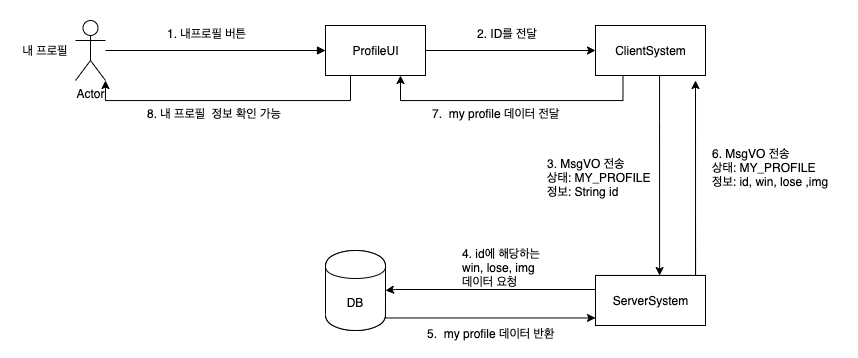 내 프로필
Actor
1. 내프로필 버튼
ProfileUI
2. ID를 전달
ClientSystem
8. 내 프로필 정보 확인 가능
7. my profile 데이터 전달
3. MsgVO 전송
상태: MY_PROFILE
정보: String id
6. MsgVO 전송
상태: MY_PROFILE
정보: id, win, lose ,img
4. id에 해당하는
win, lose, img
데이터 요청
DB
ServerSystem
5. my profile 데이터 반환